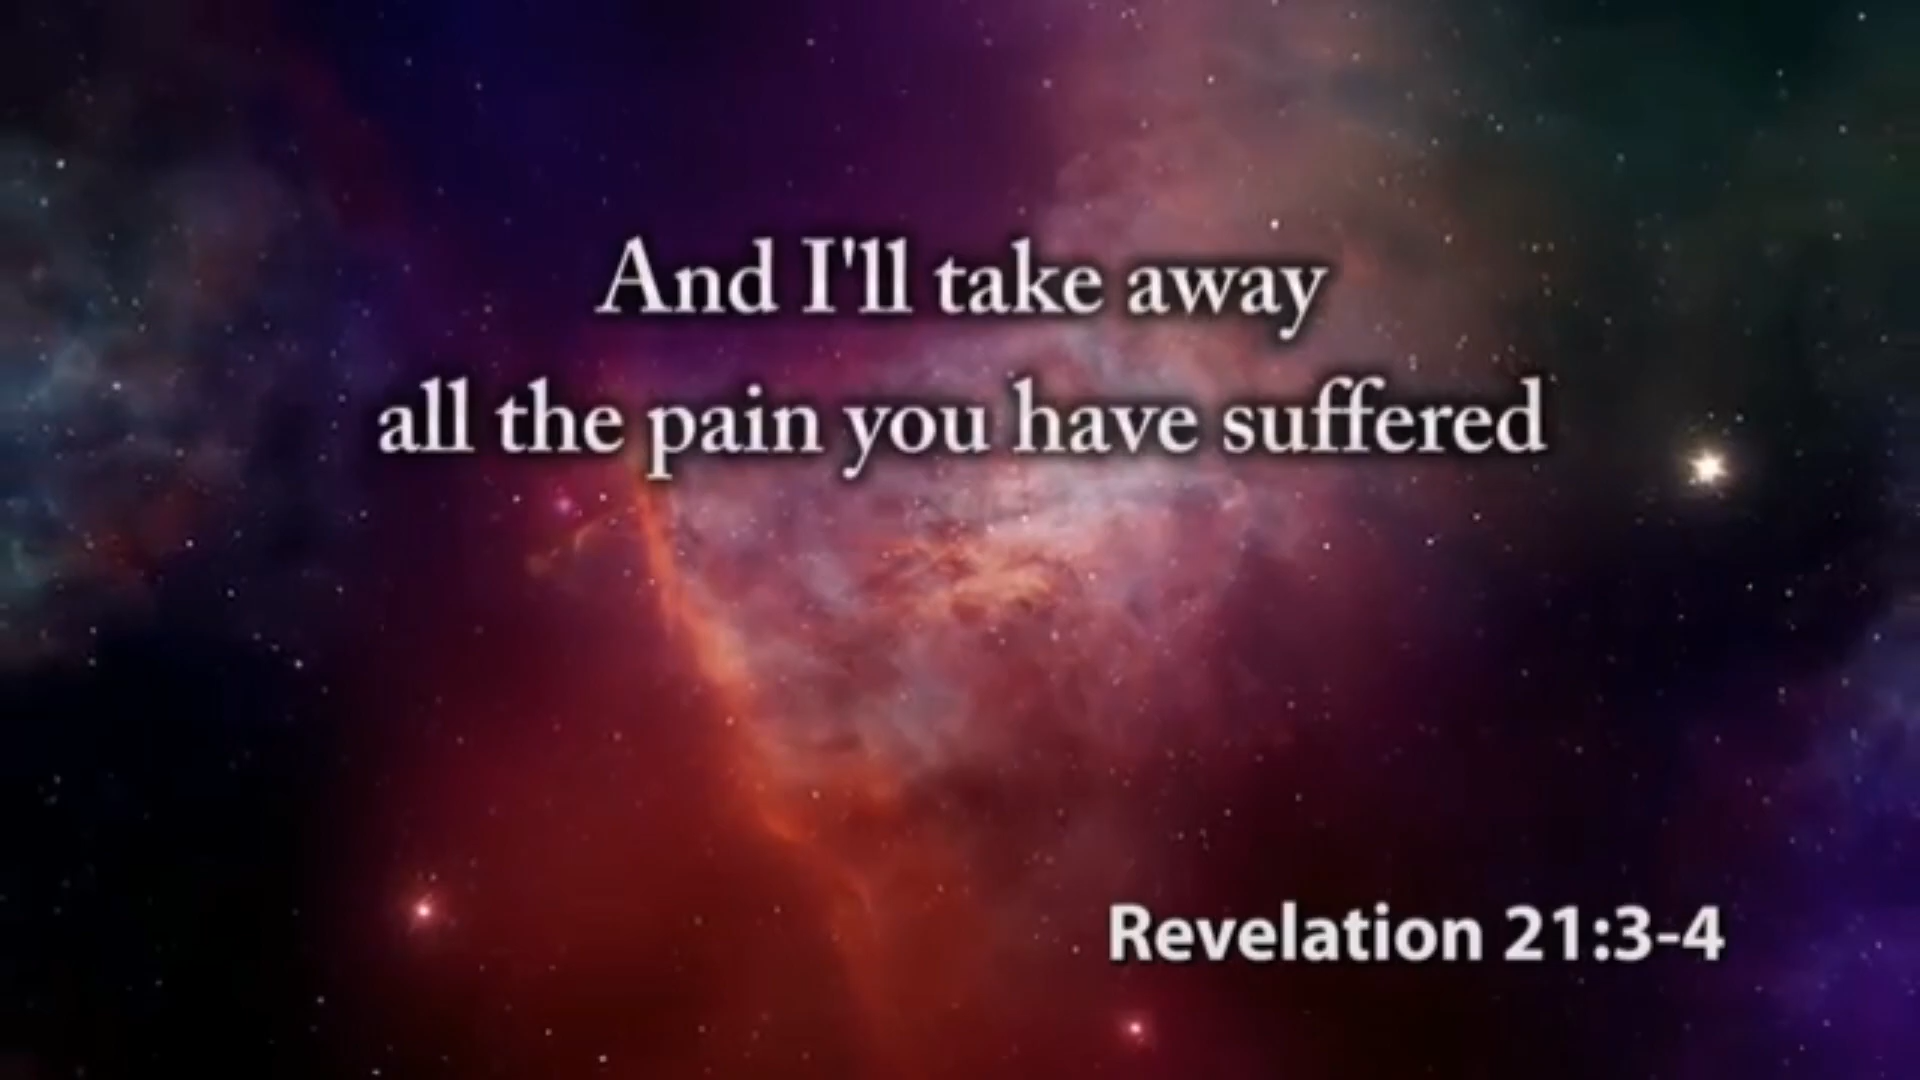 And I'll take away
all the pain you have suffered
Revelation 21:3-4